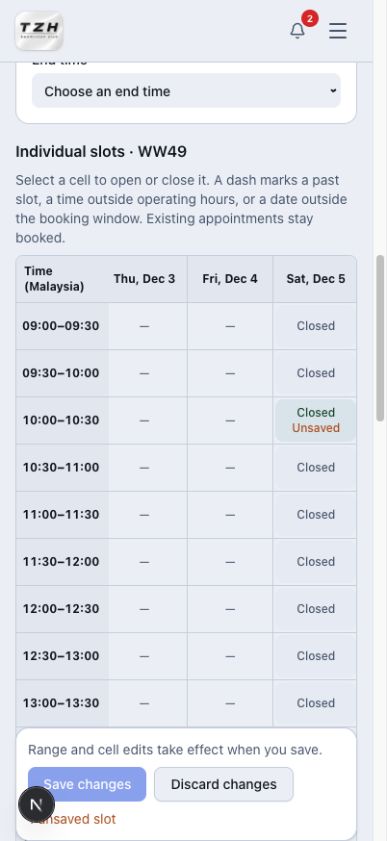 TZH
2
End time
Choose an end time
Individual slots · WW49
Select a cell to open or close it. A dash marks a past
slot, a time outside operating hours, or a date outside
the booking window. Existing appointments stay
booked.
Time
(Malaysia) Thu, Dec 3 Fri, Dec 4 Sat, Dec 5
09:00–09:30 — — Closed
09:30–10:00 — — Closed
10:00–10:30 — — Closed
Unsaved
10:30–11:00 — — Closed
11:00–11:30 — — Closed
11:30–12:00 — — Closed
12:00–12:30 — — Closed
12:30–13:00 — — Closed
13:00–13:30 — — Closed
Range and cell edits take effect when you save.
Save changes Discard changes
N
unsaved slot